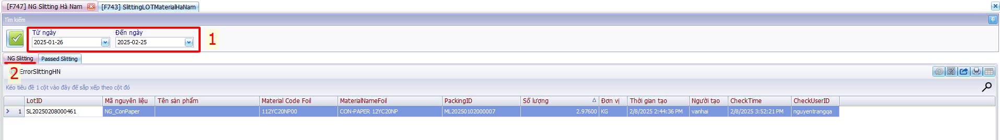 [F747] NG Slitting Hà Nam [F743] SlittingLOTMaterialHaNam
Tìm kiếm
Từ ngày Đến ngày
2025-01-26 2025-02-25
1
NG Slitting Passed Slitting
2 ErrorSlittingHN
Kéo tiêu đề 1 cột vào đây để sắp xếp theo cột đó
LotID Mã nguyên liệu Tên sản phẩm Material Code Foil MaterialNameFoil PackingID Số lượng Đơn vị Thời gian tạo Người tạo CheckTime CheckUserID
1 SL20250208000461 NG_ConPaper 112YC20NP00 CON-PAPER 12YC20NP ML20250102000007 2.97600 KG 2/8/2025 2:44:36 PM vanhai 2/8/2025 3:52:21 PM nguyentrangqa